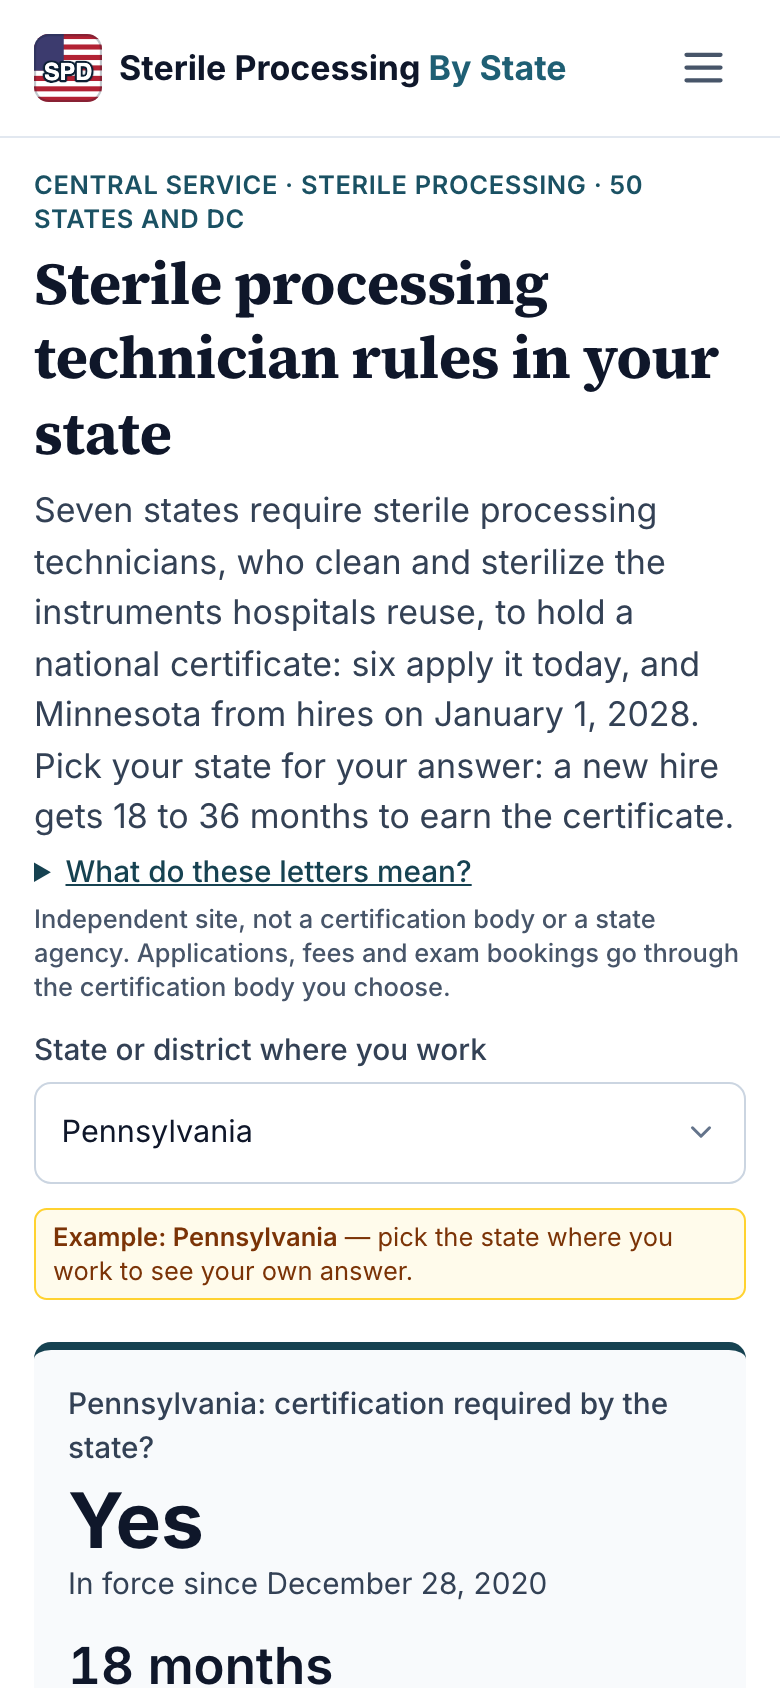 SPD
Sterile Processing By State
CENTRAL SERVICE · STERILE PROCESSING · 50
STATES AND DC
Sterile processing
technician rules in your
state
Seven states require sterile processing
technicians, who clean and sterilize the
instruments hospitals reuse, to hold a
national certificate: six apply it today, and
Minnesota from hires on January 1, 2028.
Pick your state for your answer: a new hire
gets 18 to 36 months to earn the certificate.
What do these letters mean?
Independent site, not a certification body or a state
agency. Applications, fees and exam bookings go through
the certification body you choose.
State or district where you work
Pennsylvania
Example: Pennsylvania — pick the state where you
work to see your own answer.
Pennsylvania: certification required by the
state?
Yes
In force since December 28, 2020
18 months